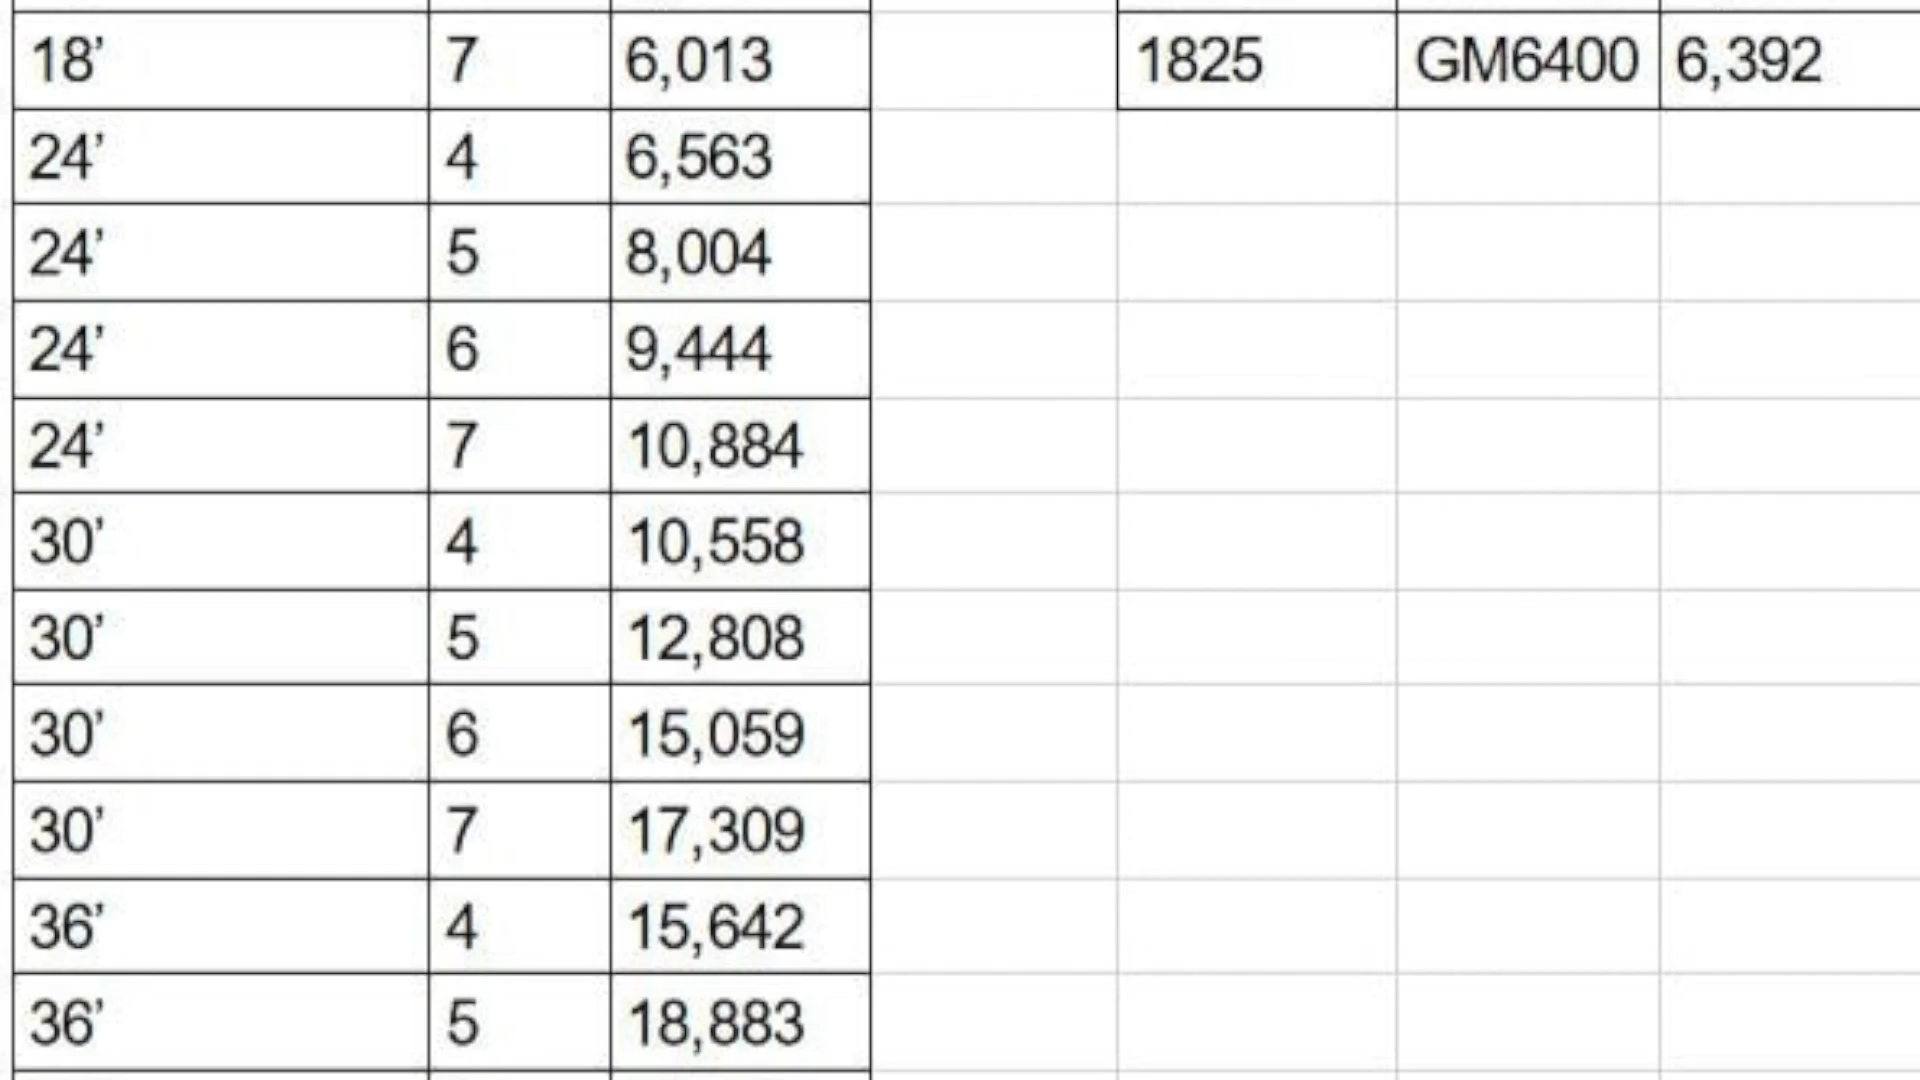 18’ 7 6,013 1825 GM6400 6,392
24’ 4 6,563
24’ 5 8,004
24’ 6 9,444
24’ 7 10,884
30’ 4 10,558
30’ 5 12,808
30’ 6 15,059
30’ 7 17,309
36’ 4 15,642
36’ 5 18,883